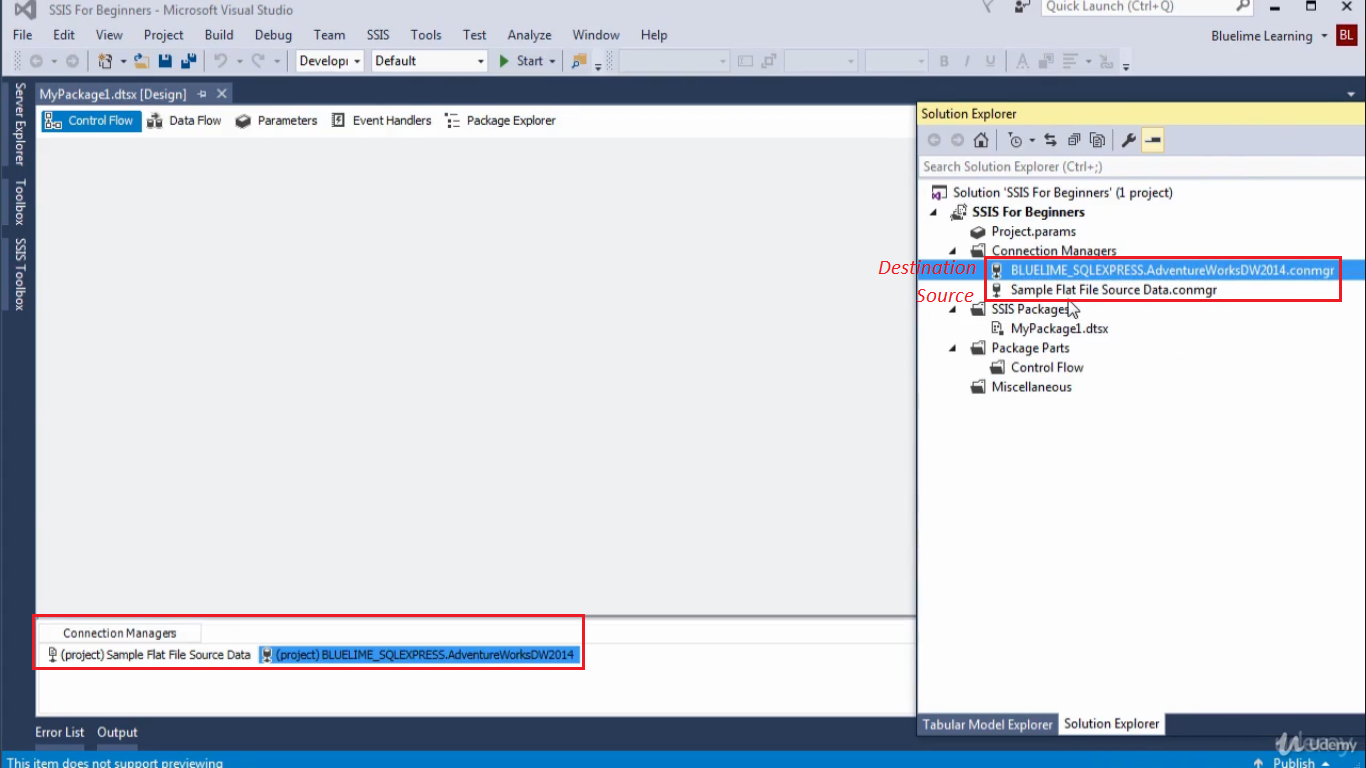 SSIS For Beginners - Microsoft Visual Studio
Quick Launch (Ctrl+Q)
File Edit View Project Build Debug Team SSIS Tools Test Analyze Window Help
Bluelime Learning BL
Default Start
B I U A
MyPackage1.dtsx [Design]
Control Flow Data Flow Parameters Event Handlers Package Explorer
Server Explorer
Toolbox
SSIS Toolbox
Solution Explorer
Search Solution Explorer (Ctrl+;)
Solution 'SSIS For Beginners' (1 project)
SSIS For Beginners
Project.params
Connection Managers
Destination BLUELIME_SQLEXPRESS.AdventureWorksDW2014.conmgr
Source Sample Flat File Source Data.conmgr
SSIS Packages
MyPackage1.dtsx
Package Parts
Control Flow
Miscellaneous
Connection Managers
(project) Sample Flat File Source Data (project) BLUELIME_SQLEXPRESS.AdventureWorksDW2014
Tabular Model Explorer Solution Explorer
Error List Output
Udemy
This item does not support previewing
Publish